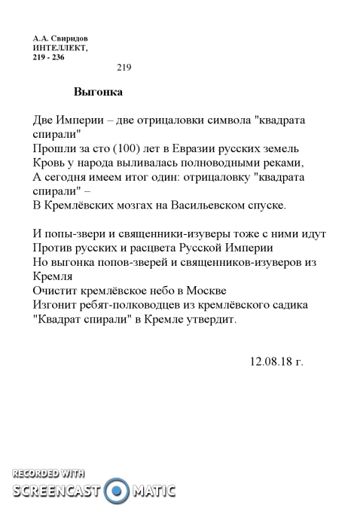 А.А. Свиридов
ИНТЕЛЛЕКТ,
219 - 236
219
Выгонка
Две Империи – две отрицаловки символа "квадрата
спирали"
Прошли за сто (100) лет в Евразии русских земель
Кровь у народа выливалась полноводными реками,
А сегодня имеем итог один: отрицаловку "квадрата
спирали" –
В Кремлёвских мозгах на Васильевском спуске.
И попы-звери и священники-изуверы тоже с ними идут
Против русских и расцвета Русской Империи
Но выгонка попов-зверей и священников-изуверов из
Кремля
Очистит кремлёвское небо в Москве
Изгонит ребят-полководцев из кремлёвского садика
"Квадрат спирали" в Кремле утвердит.
12.08.18 г.
RECORDED WITH
SCREENCAST MATIC